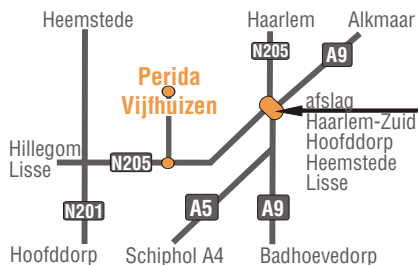 Heemstede
Haarlem
Alkmaar
N205
A9
Perida
Vijfhuizen
afslag
Haarlem-Zuid
Hoofddorp
Heemstede
Lisse
Hillegom
Lisse
N205
N201
A5
A9
Hoofddorp
Schiphol A4
Badhoevedorp